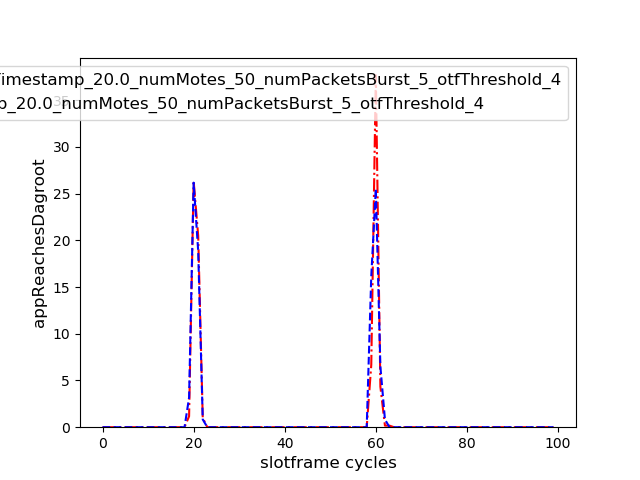 imestamp_20.0_numMotes_50_numPacketsBurst_5_otfThreshold_4
p_20.0_numMotes_50_numPacketsBurst_5_otfThreshold_4
35
30
25
20
15
10
5
0
appReachesDagroot
0 20 40 60 80 100
slotframe cycles